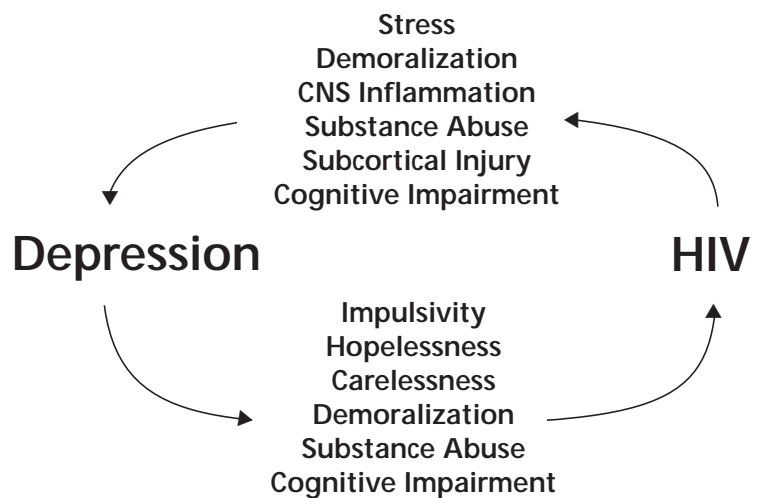 Stress
Demoralization
CNS Inflammation
Substance Abuse
Subcortical Injury
Cognitive Impairment
Depression
HIV
Impulsivity
Hopelessness
Carelessness
Demoralization
Substance Abuse
Cognitive Impairment